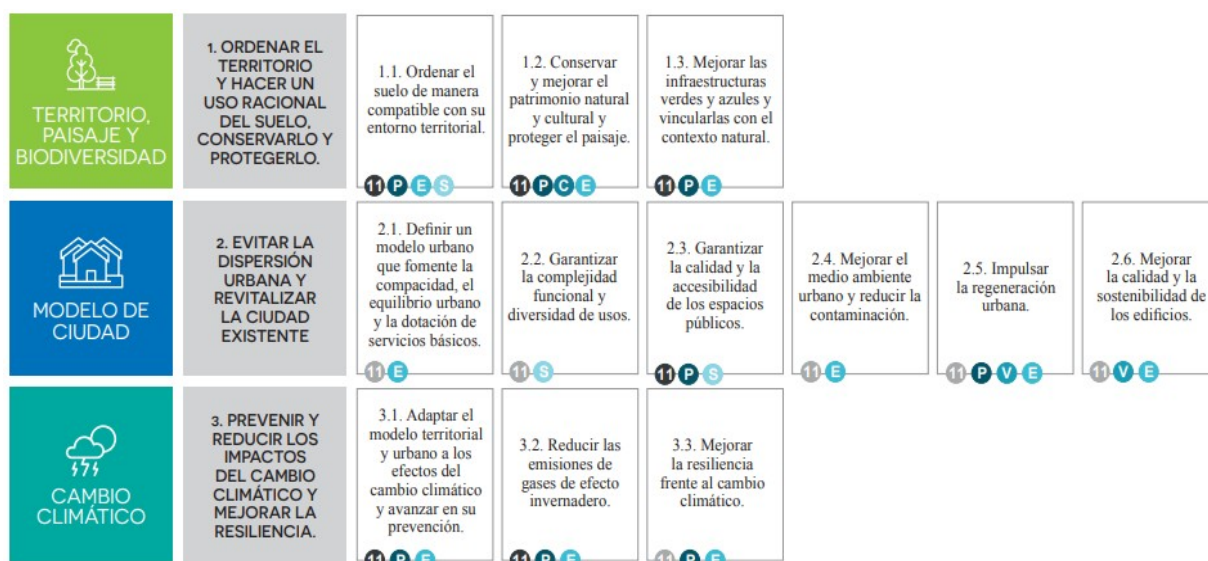 TERRITORIO,
PAISAJE Y
BIODIVERSIDAD
1. ORDENAR EL
TERRITORIO
Y HACER UN
USO RACIONAL
DEL SUELO,
CONSERVARLO Y
PROTEGERLO.
1.1. Ordenar el
suelo de manera
compatible con su
entorno territorial.
11 P E S
1.2. Conservar
y mejorar el
patrimonio natural
y cultural y
proteger el paisaje.
11 P C E
1.3. Mejorar las
infraestructuras
verdes y azules y
vincularlas con el
contexto natural.
11 P E
MODELO DE
CIUDAD
2. EVITAR LA
DISPERSIÓN
URBANA Y
REVITALIZAR
LA CIUDAD
EXISTENTE
2.1. Definir un
modelo urbano
que fomente la
compacidad, el
equilibrio urbano
y la dotación de
servicios básicos.
11 E
2.2. Garantizar
la complejidad
funcional y
diversidad de usos.
11 S
2.3. Garantizar
la calidad y la
accesibilidad
de los espacios
públicos.
11 P S
2.4. Mejorar el
medio ambiente
urbano y reducir la
contaminación.
11 E
2.5. Impulsar
la regeneración
urbana.
11 P V E
2.6. Mejorar
la calidad y la
sostenibilidad de
los edificios.
11 V E
CAMBIO
CLIMÁTICO
3. PREVENIR Y
REDUCIR LOS
IMPACTOS
DEL CAMBIO
CLIMÁTICO Y
MEJORAR LA
RESILIENCIA.
3.1. Adaptar el
modelo territorial
y urbano a los
efectos del
cambio climático
y avanzar en su
prevención.
11 P E
3.2. Reducir las
emisiones de
gases de efecto
invernadero.
11 P E
3.3. Mejorar
la resiliencia
frente al cambio
climático.
11 P E